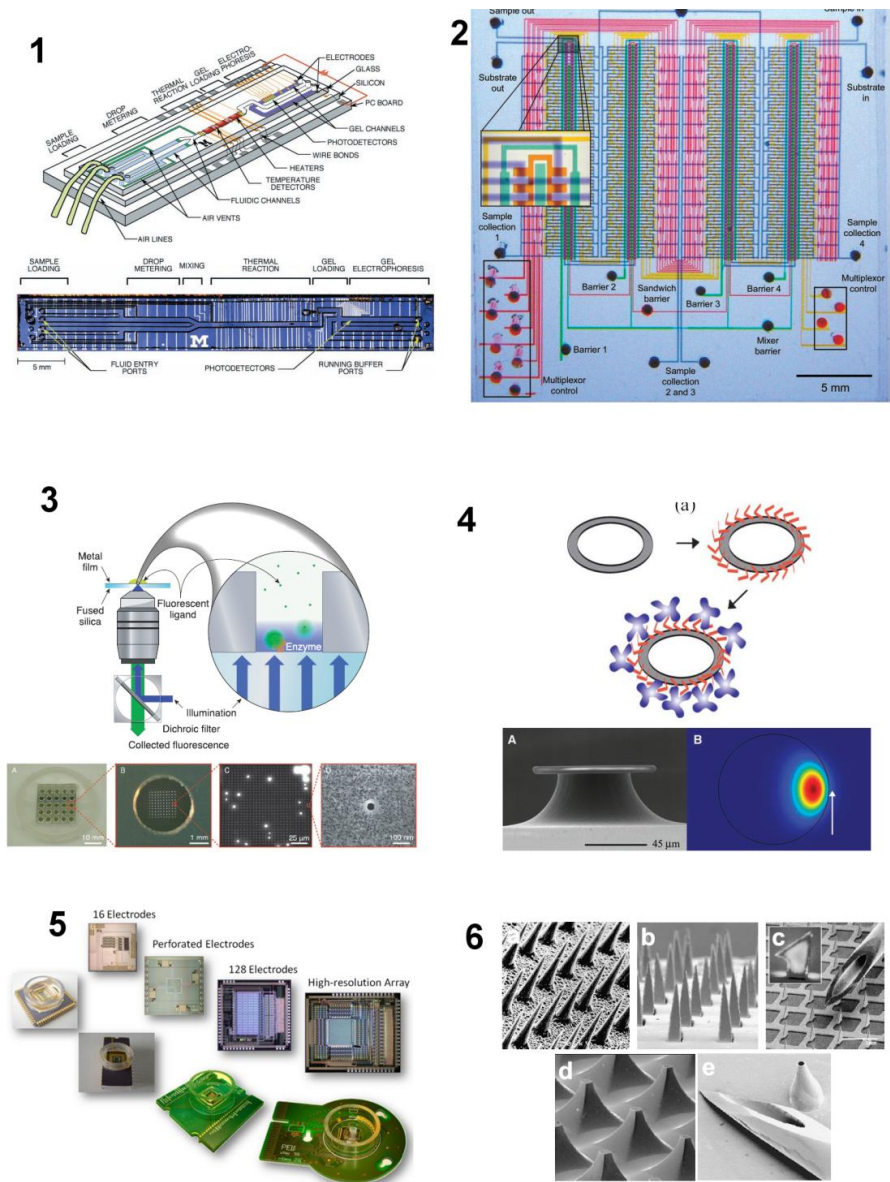 1
SAMPLE LOADING
DROP METERING
THERMAL REACTION
GEL LOADING
ELECTRO-PHORESIS
ELECTRODES
GLASS
SILICON
PC BOARD
GEL CHANNELS
PHOTODETECTORS
WIRE BONDS
HEATERS
TEMPERATURE DETECTORS
FLUIDIC CHANNELS
AIR VENTS
AIR LINES
M
SAMPLE LOADING
DROP METERING
MIXING
THERMAL REACTION
GEL LOADING
GEL ELECTROPHORESIS
M
5 mm
FLUID ENTRY PORTS
PHOTODETECTORS
RUNNING BUFFER PORTS
2
Sample out
Sample in
Substrate out
Substrate in
Sample collection 1
Sample collection 4
Barrier 2
Sandwich barrier
Barrier 3
Barrier 4
Multiplexor control
Barrier 1
Mixer barrier
Multiplexor control
Sample collection 2 and 3
5 mm
3
Metal film
Fused silica
Fluorescent ligand
Enzyme
Illumination
Dichroic filter
Collected fluorescence
A
10 mm
B
1 mm
C
25 µm
D
100 nm
4
(a)
A
45 µm
B
5
16 Electrodes
Perforated Electrodes
128 Electrodes
High-resolution Array
6
a
b
c
d
e